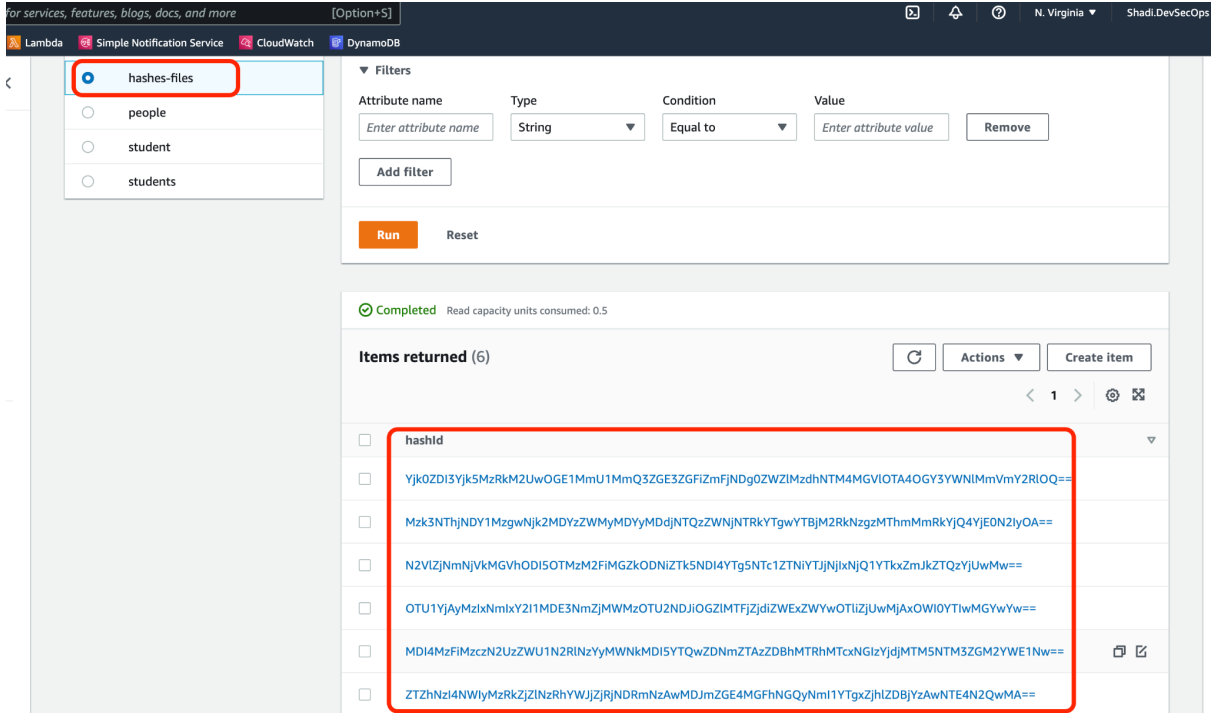 for services, features, blogs, docs, and more [Option+S] N. Virginia ▼ Shadi.DevSecOps
Lambda Simple Notification Service CloudWatch DynamoDB
hashes-files
people
student
students
▼ Filters
Attribute name Type Condition Value
Enter attribute name String Equal to Enter attribute value Remove
Add filter
Run Reset
Completed Read capacity units consumed: 0.5
Items returned (6) Actions Create item
1
hashId
Yjk0ZDI3Yjk5MzRkM2UwOGE1MmU1MmQ3ZGE3ZGFiZmFjNDg0ZWZlMzdhNTM4MGVlOTA4OGY3YWNlMmVmY2RlOQ==
Mzk3NThjNDY1MzgwNjk2MDYzZWMyMDYyMDdjNTQzZWNjNTRkYTgwYTBjM2RkNzgzMThmMmRkYjQ4YjE0N2IyOA==
N2VlZjNmNjVkMGVhODI5OTMzM2FiMGZkODNiZTk5NDI4YTg5NTc1ZTNiYTJjNjIxNjQ1YTkxZmJkZTQzYjUwMw==
OTU1YjAyMzIxNmIxY2I1MDE3NmZjMWMzOTU2NDJiOGZlMTFjZjdiZWExZWYwOTliZjUwMjAxOWI0YTIwMGYwYw==
MDI4MzFiMzczN2UzZWU1N2RlNzYyMWNkMDI5YTQwZDNmZTAzZDBhMTRhMTcxNGIzYjdjMTM5NTM3ZGM2YWE1Nw==
ZTZhNzI4NWIyMzRkZjZlNzRhYWJjZjRjNDRmNzAwMDJmZGE4MGFhNGQyNmI1YTgxZjhlZDBjYzAwNTE4N2QwMA==